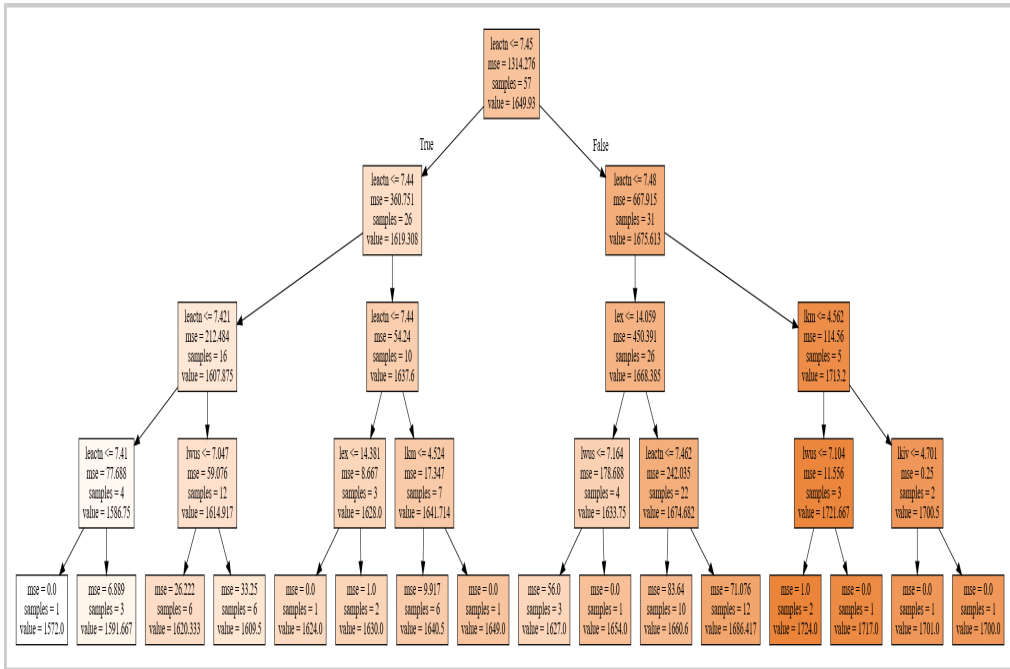 leactn <= 7.45
mse = 1314.276
samples = 57
value = 1649.93
True
False
leactn <= 7.44
mse = 360.751
samples = 26
value = 1619.308
leactn <= 7.48
mse = 667.915
samples = 31
value = 1675.613
leactn <= 7.421
mse = 212.484
samples = 16
value = 1607.875
leactn <= 7.44
mse = 54.24
samples = 10
value = 1637.6
lex <= 14.059
mse = 450.391
samples = 26
value = 1668.385
lkm <= 4.562
mse = 114.56
samples = 5
value = 1713.2
leactn <= 7.41
mse = 77.688
samples = 4
value = 1586.75
lwus <= 7.047
mse = 59.076
samples = 12
value = 1614.917
lex <= 14.381
mse = 8.667
samples = 3
value = 1628.0
lkm <= 4.524
mse = 17.347
samples = 7
value = 1641.714
lwus <= 7.164
mse = 178.688
samples = 4
value = 1633.75
leactn <= 7.462
mse = 242.035
samples = 22
value = 1674.682
lwus <= 7.104
mse = 11.556
samples = 3
value = 1721.667
lkiv <= 4.701
mse = 0.25
samples = 2
value = 1700.5
mse = 0.0
samples = 1
value = 1572.0
mse = 6.889
samples = 3
value = 1591.667
mse = 26.222
samples = 6
value = 1620.333
mse = 33.25
samples = 6
value = 1609.5
mse = 0.0
samples = 1
value = 1624.0
mse = 1.0
samples = 2
value = 1630.0
mse = 9.917
samples = 6
value = 1640.5
mse = 0.0
samples = 1
value = 1649.0
mse = 56.0
samples = 3
value = 1627.0
mse = 0.0
samples = 1
value = 1654.0
mse = 83.64
samples = 10
value = 1660.6
mse = 71.076
samples = 12
value = 1686.417
mse = 1.0
samples = 2
value = 1724.0
mse = 0.0
samples = 1
value = 1717.0
mse = 0.0
samples = 1
value = 1701.0
mse = 0.0
samples = 1
value = 1700.0